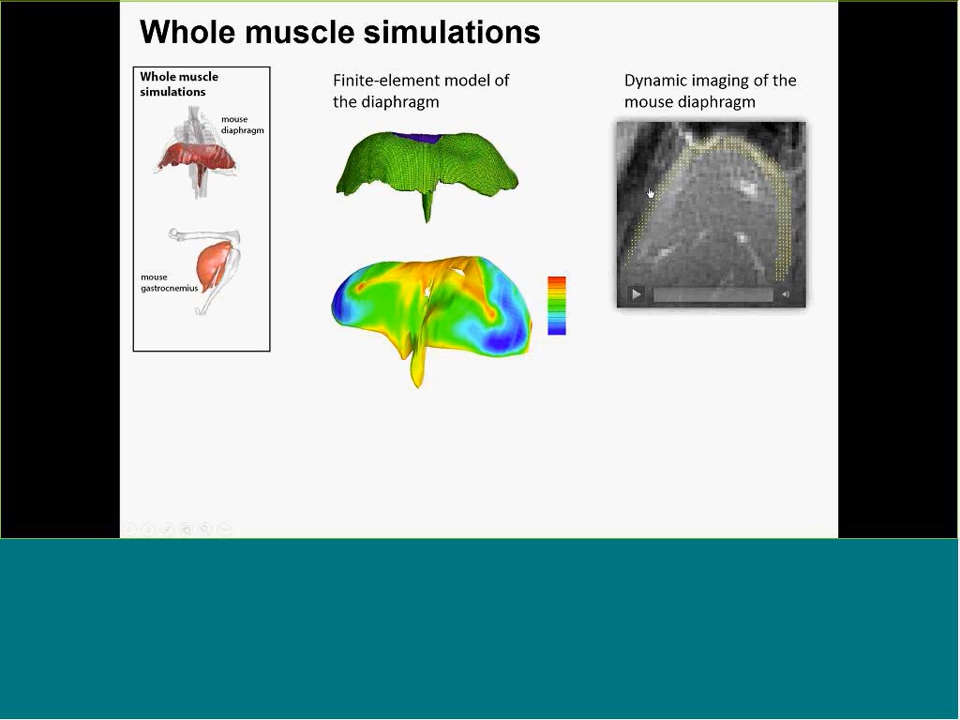 Whole muscle simulations
Whole muscle
simulations
mouse
diaphragm
mouse
gastrocnemius
Finite-element model of
the diaphragm
Dynamic imaging of the
mouse diaphragm